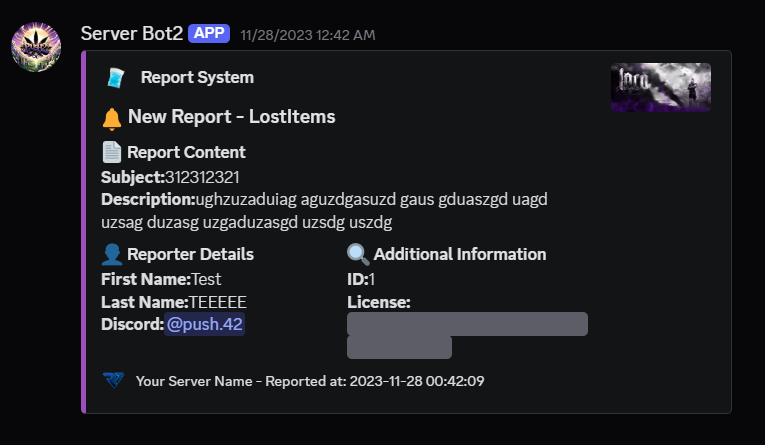 Server Bot2 APP 11/28/2023 12:42 AM
Report System
New Report - LostItems
Report Content
Subject:312312321
Description:ughzuzaduiag aguzdgasuzd gaus gduaszgd uagd
uzsag duzasg uzgaduzasgd uzsdg uszdg
Reporter Details
First Name:Test
Last Name:TEEEEE
Discord:@push.42
Additional Information
ID:1
License:
Your Server Name - Reported at: 2023-11-28 00:42:09